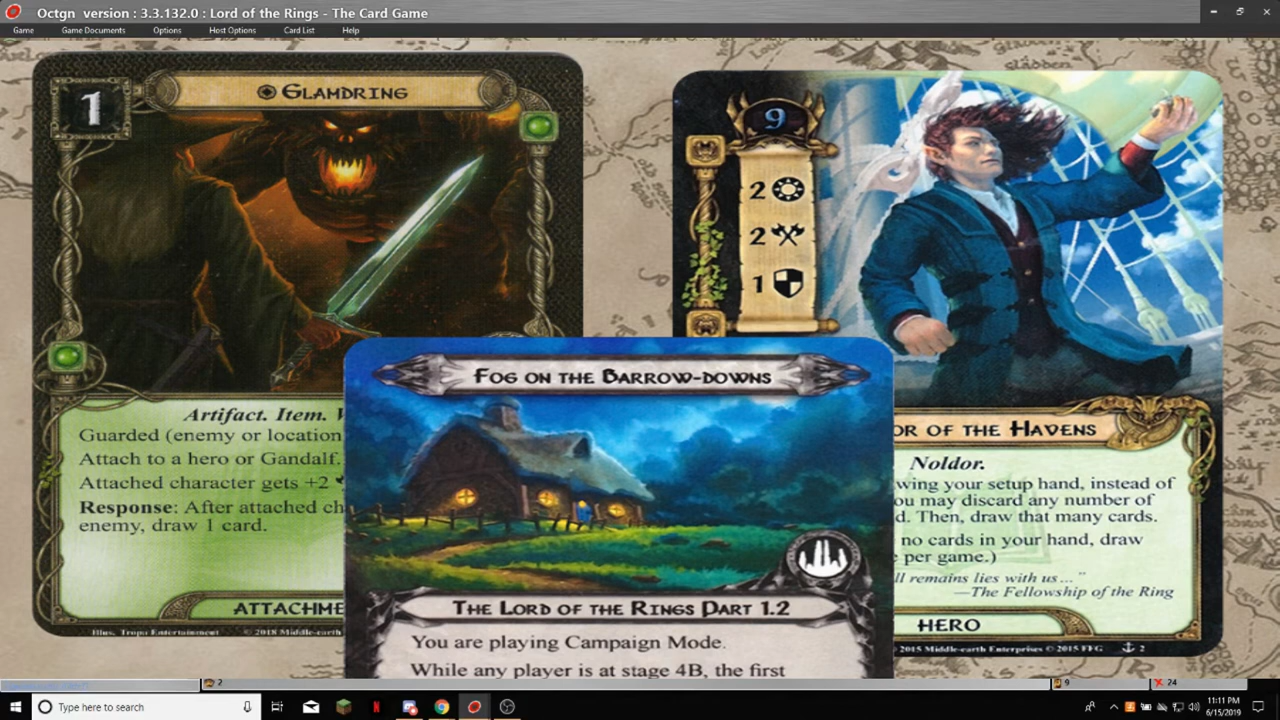 Octgn version : 3.3.132.0 : Lord of the Rings - The Card Game
Game Game Documents Options Host Options Card List Help
1
GLAMDRING
Artifact. Item.
Guarded (enemy or location
Attach to a hero or Gandalf.
Attached character gets +2
Response: After attached ch
enemy, draw 1 card.
ATTACHME
Illus. Tropa Entertainment © 2018 Middle-earth
9
2
2
1
OR OF THE HAVENS
Noldor.
wing your setup hand, instead of
ou may discard any number of
d. Then, draw that many cards.
no cards in your hand, draw
per game.)
ll remains lies with us..."
—The Fellowship of the Ring
HERO
2015 Middle-earth Enterprises © 2015 FFG 2
FOG ON THE BARROW-DOWNS
THE LORD OF THE RINGS PART 1.2
You are playing Campaign Mode.
While any player is at stage 4B, the first
2 9 24
Type here to search
11:11 PM
6/15/2019